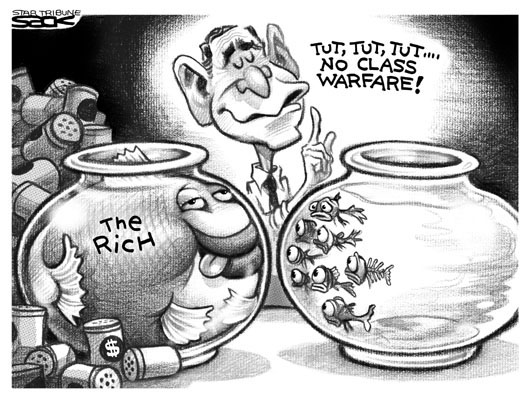 STAR TRIBUNE
SACK
TUT, TUT, TUT....
NO CLASS
WARFARE!
The
RicH
$